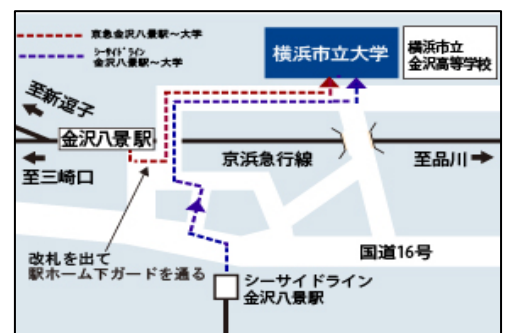 京急金沢八景駅～大学
シーサイドライン
金沢八景駅～大学
横浜市立大学
横浜市立
金沢高等学校
至新逗子
金沢八景駅
京浜急行線
至品川
至三崎口
改札を出て
駅ホーム下ガードを通る
国道16号
シーサイドライン
金沢八景駅